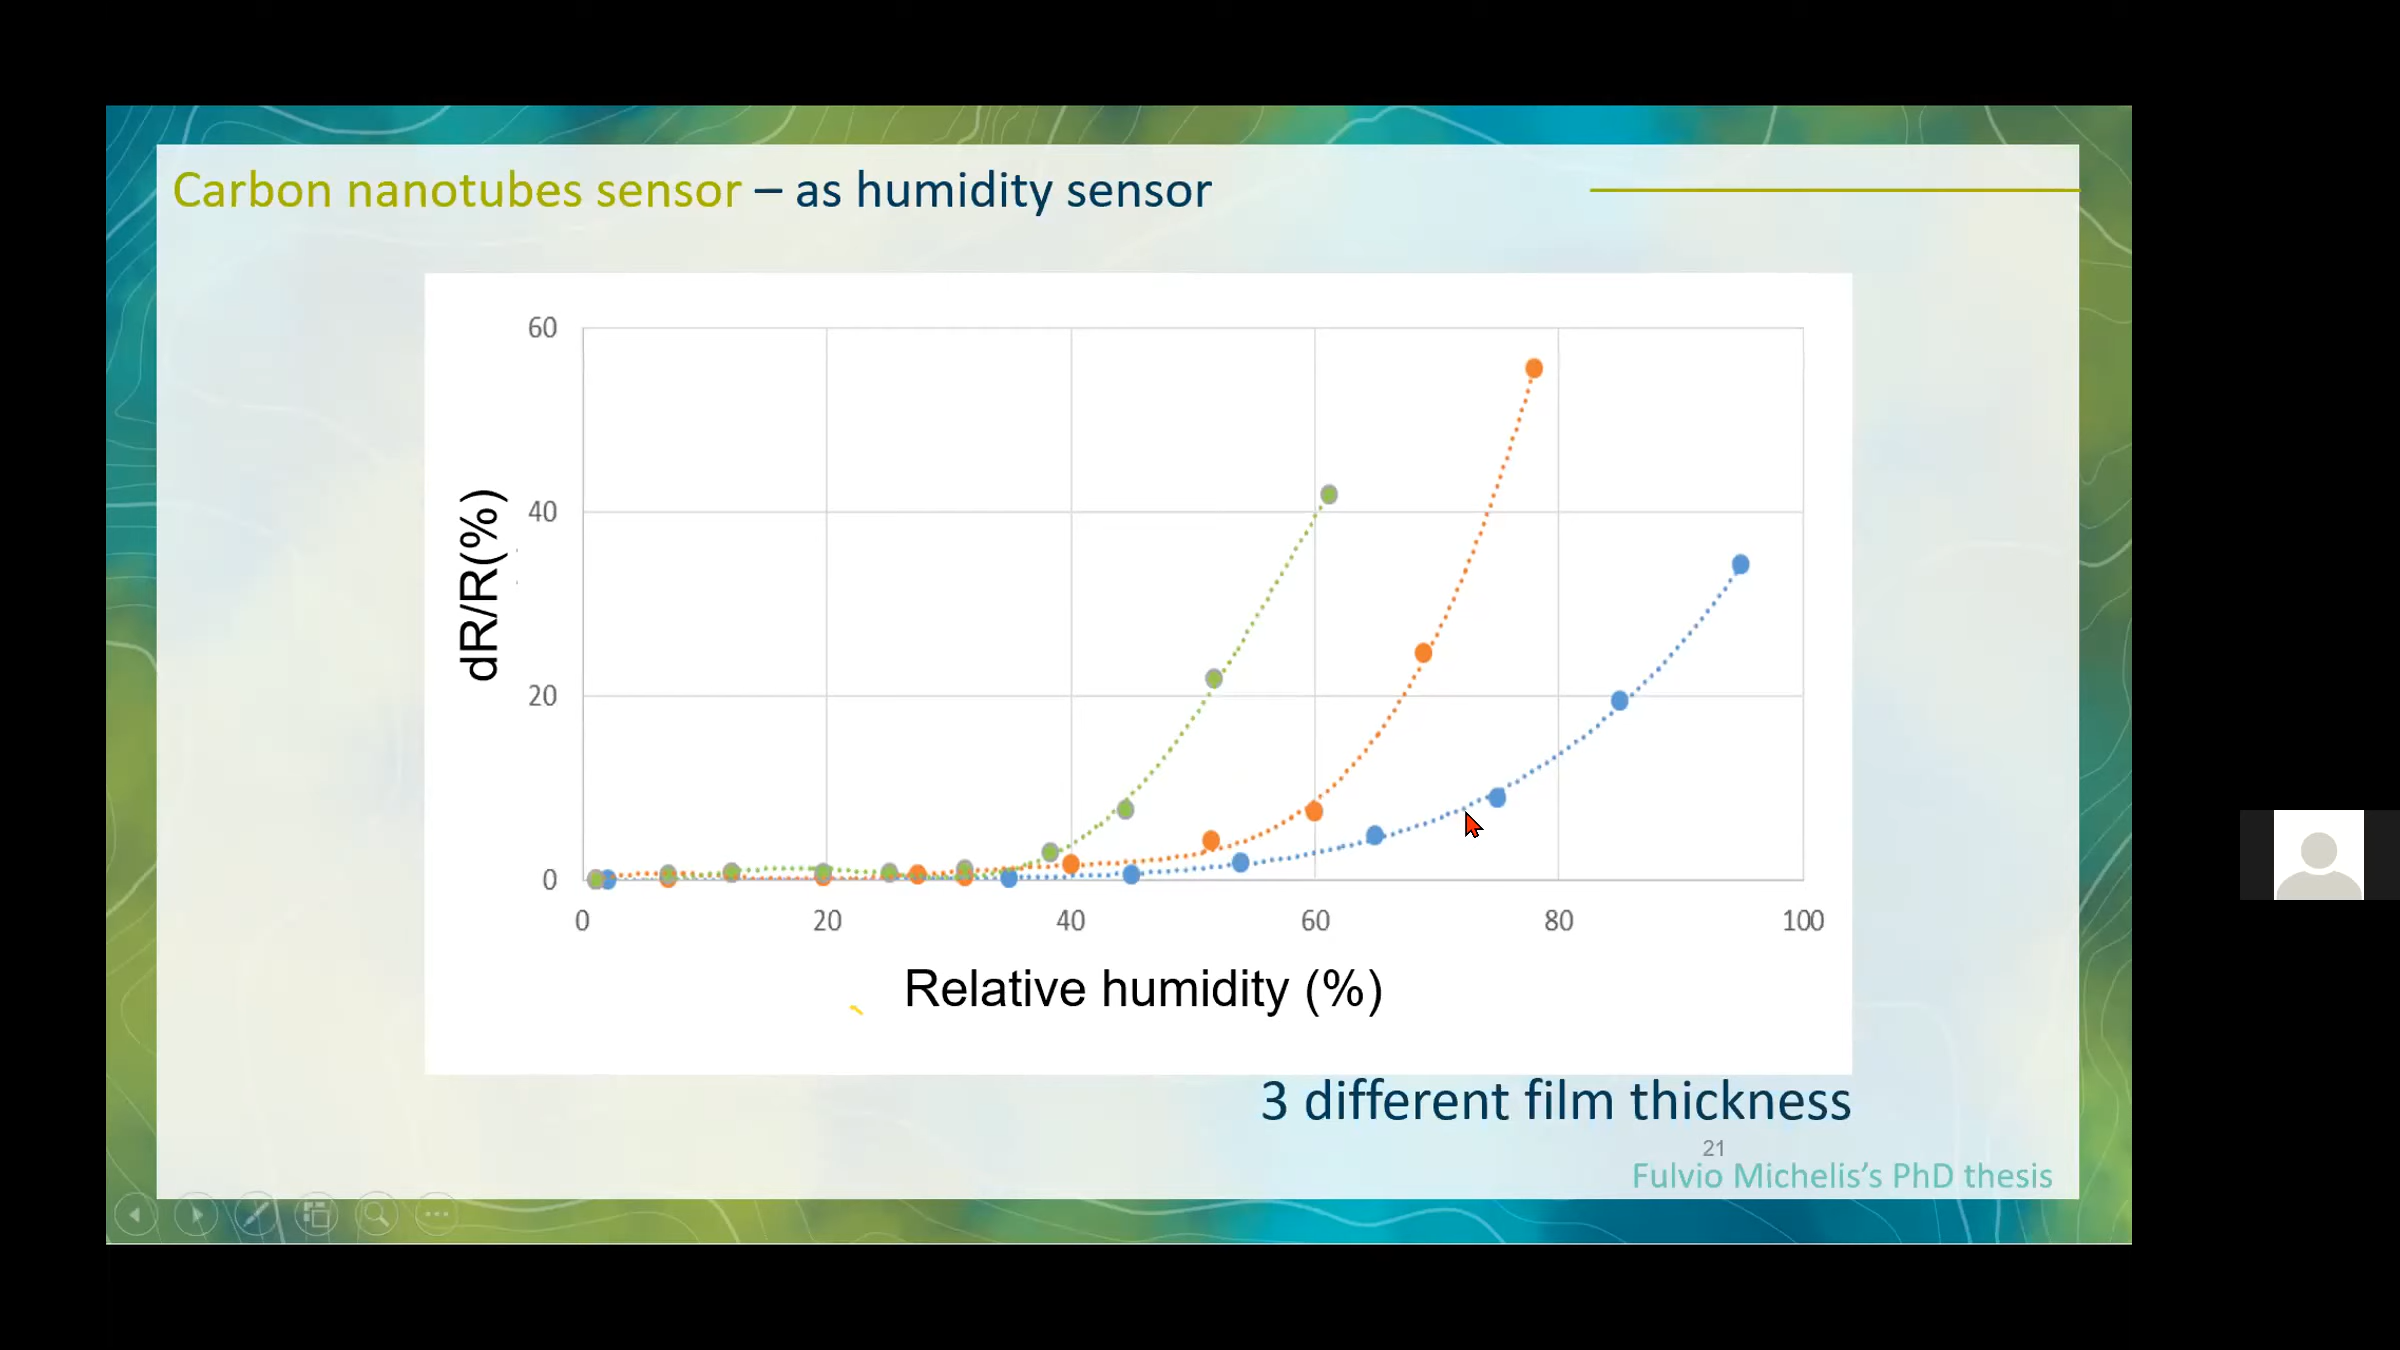 Carbon nanotubes sensor – as humidity sensor
60
40
20
0
dR/R(%)
0 20 40 60 80 100
Relative humidity (%)
3 different film thickness
21
Fulvio Michelis’s PhD thesis